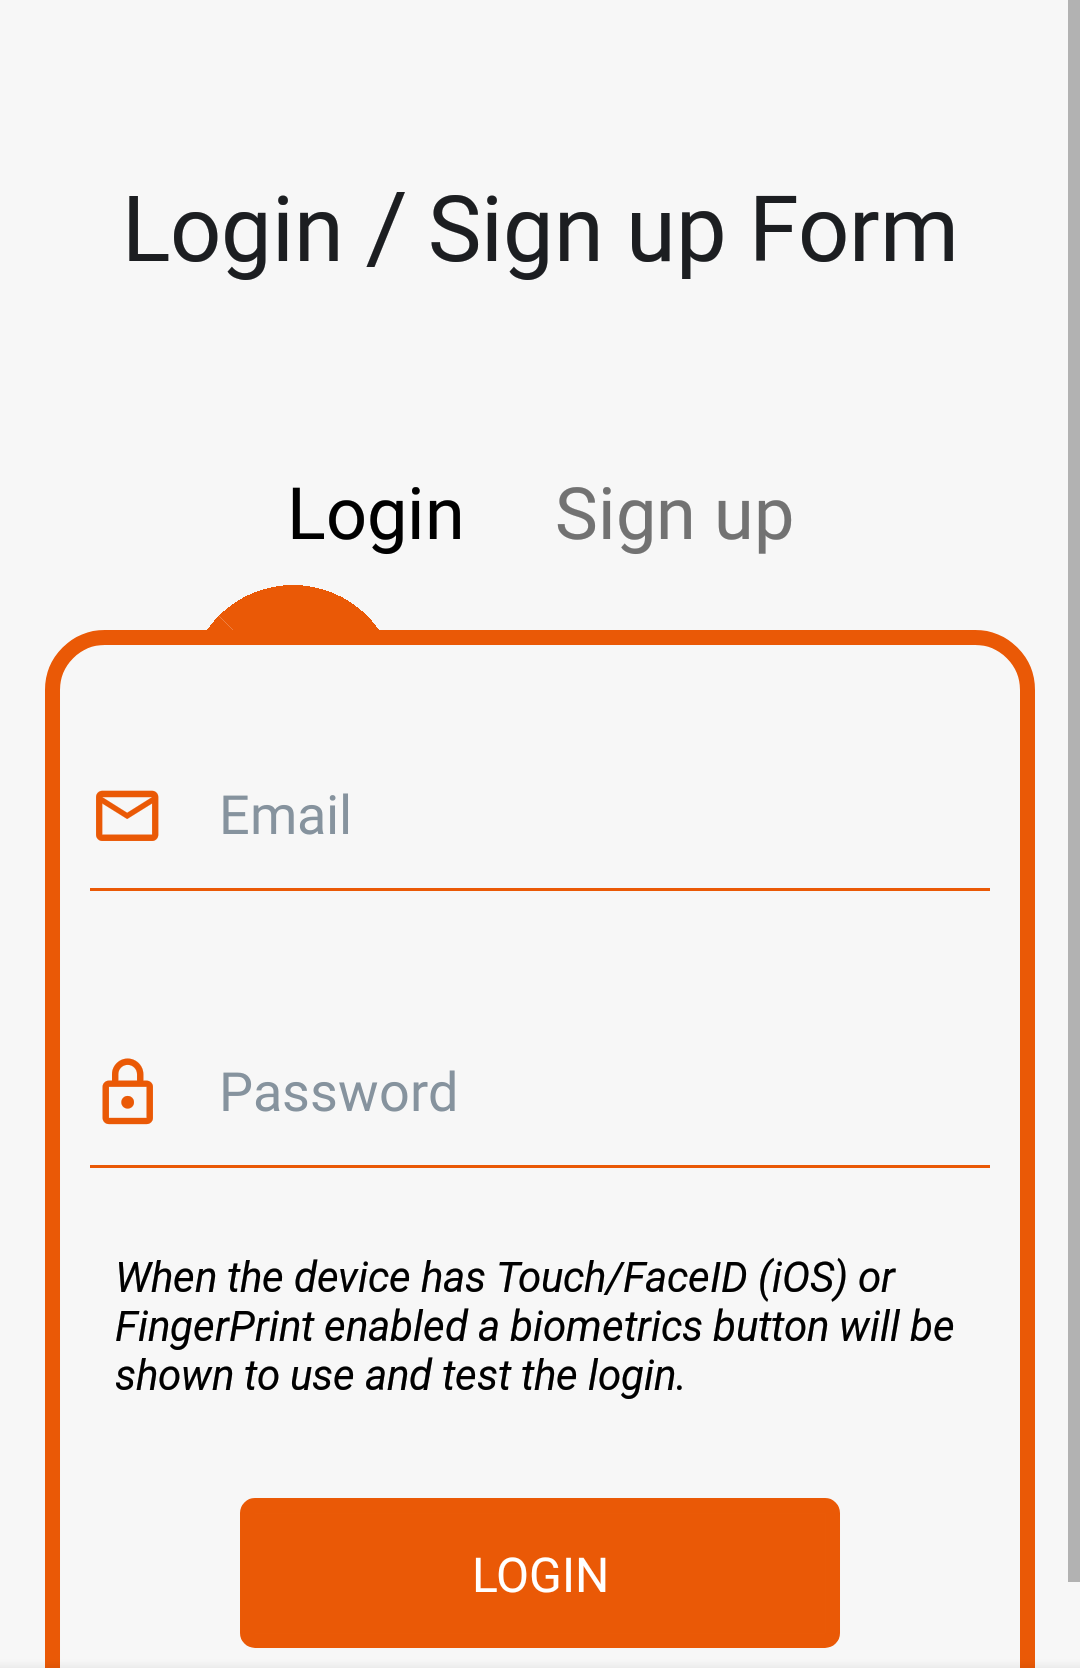 Login / Sign up Form
Login
Sign up
Email
Password
When the device has Touch/FaceID (iOS) or
FingerPrint enabled a biometrics button will be
shown to use and test the login.
LOGIN